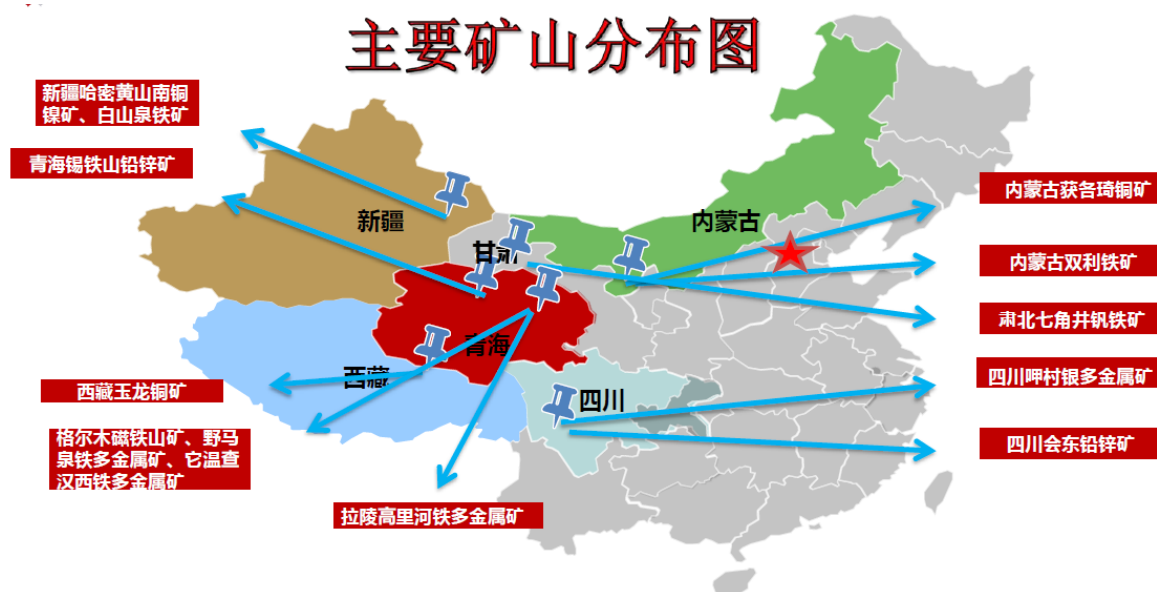 主要矿山分布图
新疆哈密黄山南铜
镍矿、白山泉铁矿
青海锡铁山铅锌矿
内蒙古获各琦铜矿
新疆
内蒙古
甘肃
内蒙古双利铁矿
肃北七角井钒铁矿
青海
西藏
四川呷村银多金属矿
西藏玉龙铜矿
四川
格尔木磁铁山矿、野马
泉铁多金属矿、它温查
汉西铁多金属矿
四川会东铅锌矿
拉陵高里河铁多金属矿